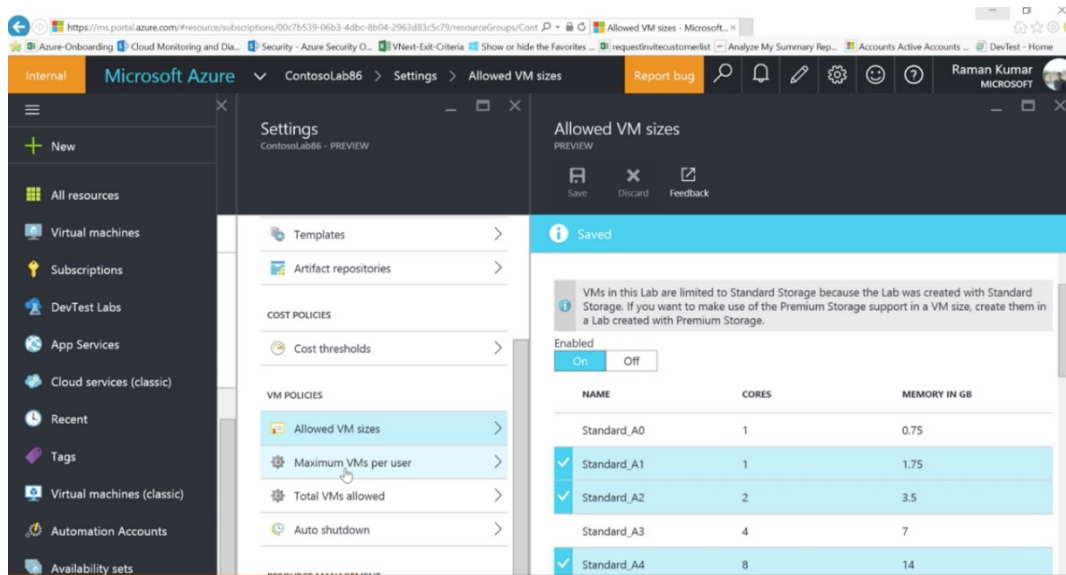 https://ms.portal.azure.com/#resource/subscriptions/00c7b539-06b3-4dbc-8b04-2963d83c5c79/resourceGroups/Cont
Allowed VM sizes - Microsoft...
Azure-Onboarding
Cloud Monitoring and Dia...
Security - Azure Security O...
VNext-Exit-Criteria
Show or hide the Favorites ...
requestinvitecustomerlist
Analyze My Summary Rep...
Accounts Active Accounts ...
DevTest - Home
Internal
Microsoft Azure
ContosoLab86 > Settings > Allowed VM sizes
Report bug
Raman Kumar
MICROSOFT
New
All resources
Virtual machines
Subscriptions
DevTest Labs
App Services
Cloud services (classic)
Recent
Tags
Virtual machines (classic)
Automation Accounts
Availability sets
Settings
ContosoLab86 - PREVIEW
Templates
Artifact repositories
COST POLICIES
Cost thresholds
VM POLICIES
Allowed VM sizes
Maximum VMs per user
Total VMs allowed
Auto shutdown
RESOURCE MANAGEMENT
Allowed VM sizes
PREVIEW
Save
Discard
Feedback
Saved
VMs in this Lab are limited to Standard Storage because the Lab was created with Standard
Storage. If you want to make use of the Premium Storage support in a VM size, create them in
a Lab created with Premium Storage.
Enabled
On Off
NAME CORES MEMORY IN GB
Standard_A0 1 0.75
Standard_A1 1 1.75
Standard_A2 2 3.5
Standard_A3 4 7
Standard_A4 8 14